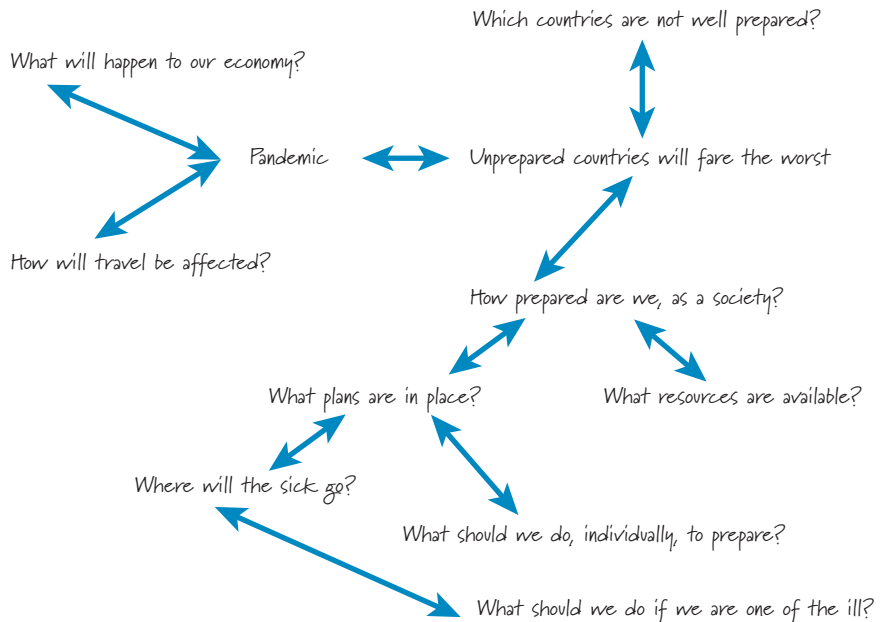 Which countries are not well prepared?
What will happen to our economy?
Pandemic
Unprepared countries will fare the worst
How will travel be affected?
How prepared are we, as a society?
What plans are in place?
What resources are available?
Where will the sick go?
What should we do, individually, to prepare?
What should we do if we are one of the ill?